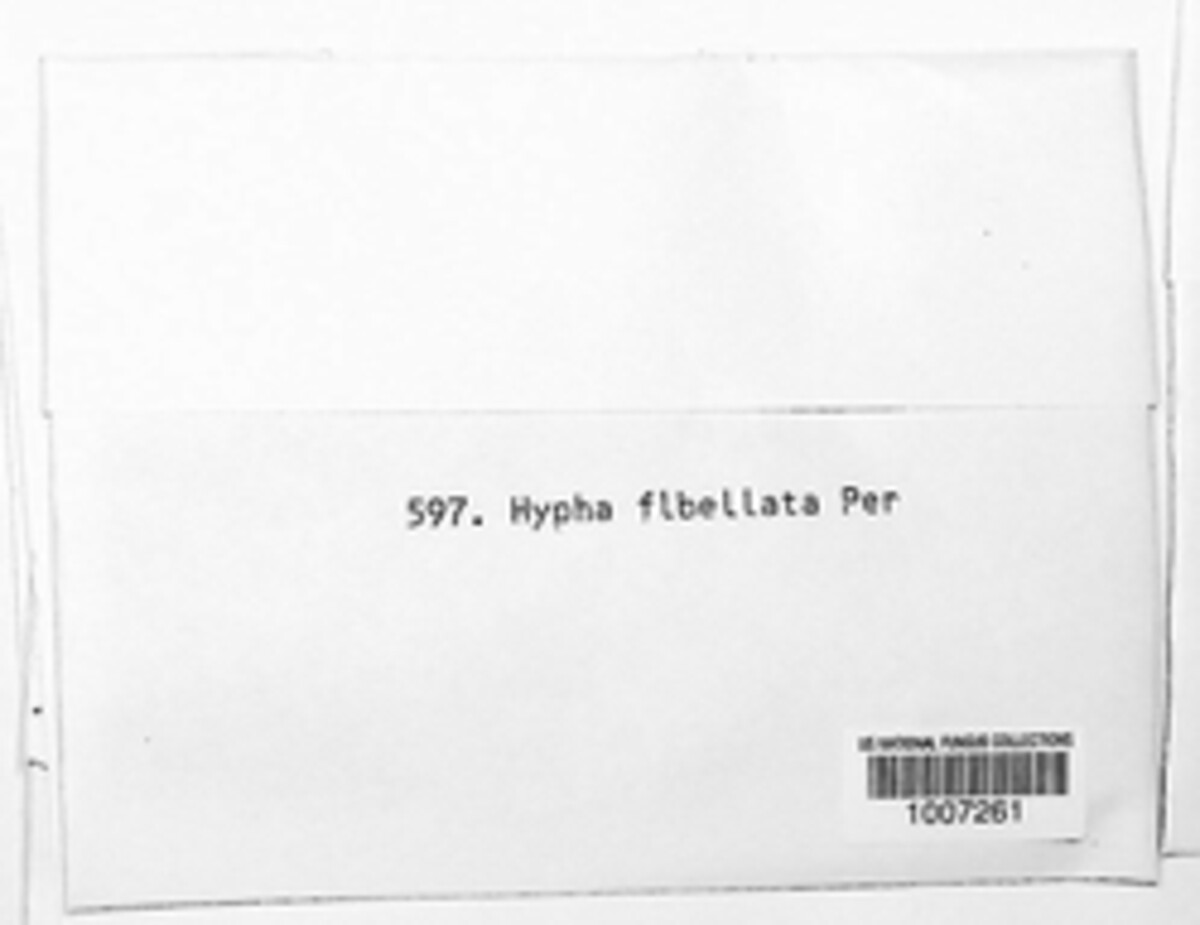 597. Hypha flbellata Per
US NATIONAL FUNGUS COLLECTIONS
1007261